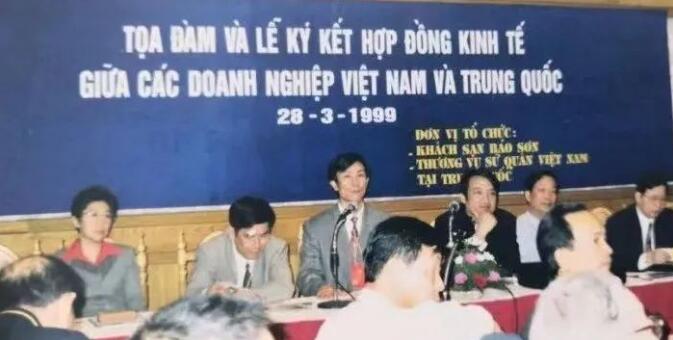 TỌA ĐÀM VÀ LỄ KÝ KẾT HỢP ĐỒNG KINH TẾ
GIỮA CÁC DOANH NGHIỆP VIỆT NAM VÀ TRUNG QUỐC
28-3-1999
ĐƠN VỊ TỔ CHỨC:
- KHÁCH SẠN BẢO SƠN
- THƯƠNG VỤ SỨ QUÁN VIỆT NAM
TẠI